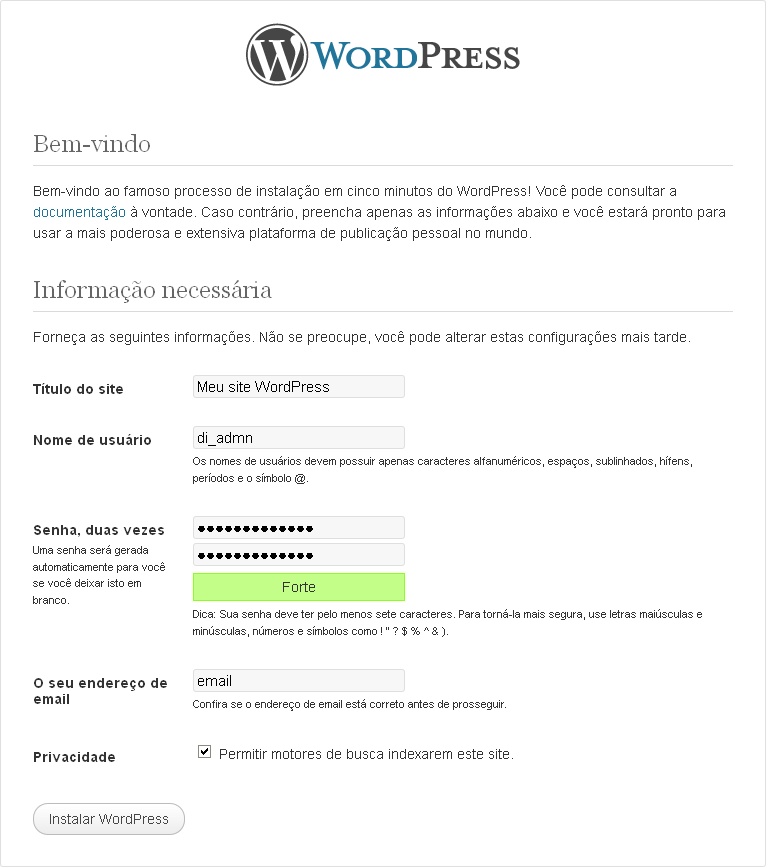 WORDPRESS
Bem-vindo
Bem-vindo ao famoso processo de instalação em cinco minutos do WordPress! Você pode consultar a
documentação à vontade. Caso contrário, preencha apenas as informações abaixo e você estará pronto para
usar a mais poderosa e extensiva plataforma de publicação pessoal no mundo.
Informação necessária
Forneça as seguintes informações. Não se preocupe, você pode alterar estas configurações mais tarde.
Título do site
Meu site WordPress
Nome de usuário
di_admn
Os nomes de usuários devem possuir apenas caracteres alfanuméricos, espaços, sublinhados, hífens,
períodos e o símbolo @.
Senha, duas vezes
Uma senha será gerada
automaticamente para você
se você deixar isto em
branco.
●●●●●●●●●●●●●
●●●●●●●●●●●●●
Forte
Dica: Sua senha deve ter pelo menos sete caracteres. Para torná-la mais segura, use letras maiúsculas e
minúsculas, números e símbolos como ! " ? $ % ^ & ).
O seu endereço de
email
email
Confira se o endereço de email está correto antes de prosseguir.
Privacidade
Permitir motores de busca indexarem este site.
Instalar WordPress